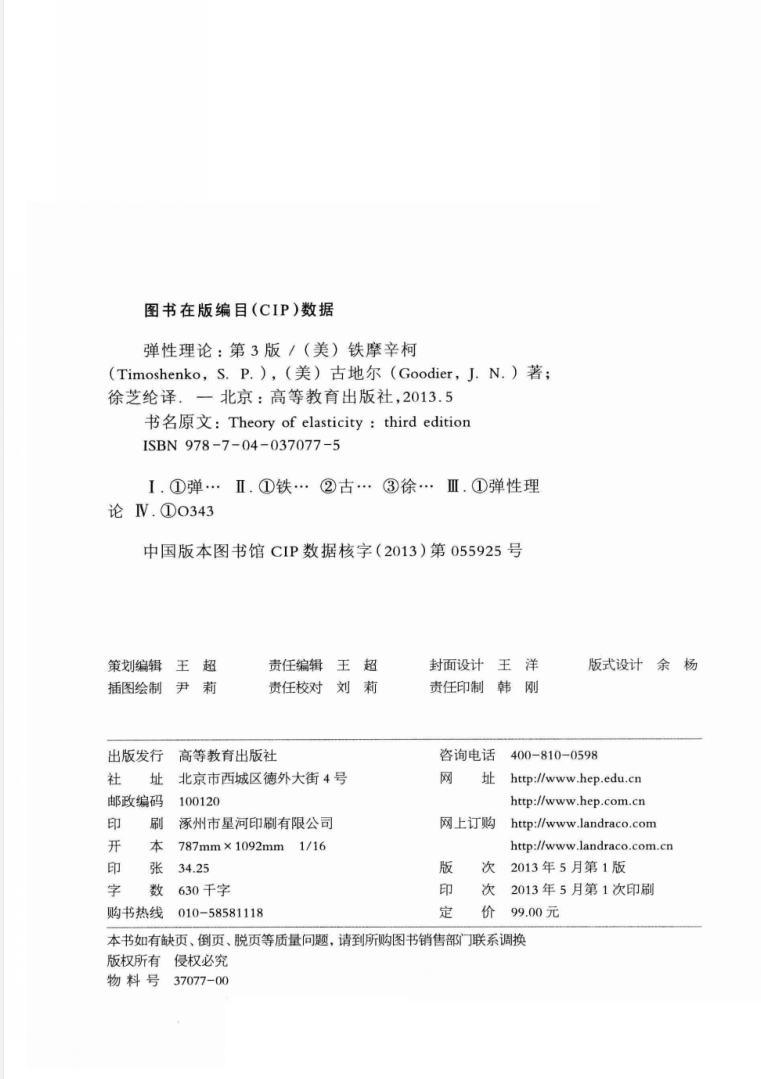 图书在版编目(CIP)数据
弹性理论：第 3 版 /（美）铁摩辛柯
(Timoshenko, S. P. ),（美）古地尔（Goodier, J. N. ）著；
徐芝纶译. — 北京：高等教育出版社,2013.5
书名原文：Theory of elasticity : third edition
ISBN 978-7-04-037077-5
Ⅰ.①弹… Ⅱ.①铁… ②古… ③徐… Ⅲ.①弹性理
论 Ⅳ.①O343
中国版本图书馆 CIP 数据核字(2013)第 055925 号
策划编辑 王 超 责任编辑 王 超 封面设计 王 洋 版式设计 余 杨
插图绘制 尹 莉 责任校对 刘 莉 责任印制 韩 刚
出版发行 高等教育出版社 咨询电话 400-810-0598
社 址 北京市西城区德外大街 4 号 网 址 http://www.hep.edu.cn
邮政编码 100120 http://www.hep.com.cn
印 刷 涿州市星河印刷有限公司 网上订购 http://www.landraco.com
开 本 787mm×1092mm 1/16 http://www.landraco.com.cn
印 张 34.25 版 次 2013 年 5 月第 1 版
字 数 630 千字 印 次 2013 年 5 月第 1 次印刷
购书热线 010-58581118 定 价 99.00 元
本书如有缺页、倒页、脱页等质量问题，请到所购图书销售部门联系调换
版权所有 侵权必究
物 料 号 37077-00